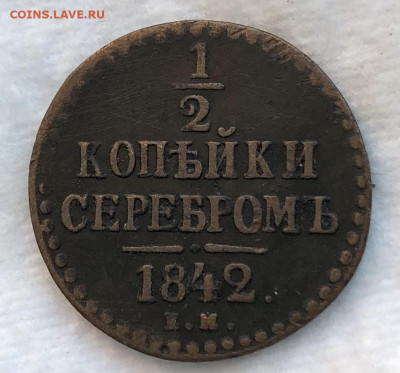 COINS.LAVE.RU
1
2
КОПѢЙКИ
СЕРЕБРОМЪ
1842.